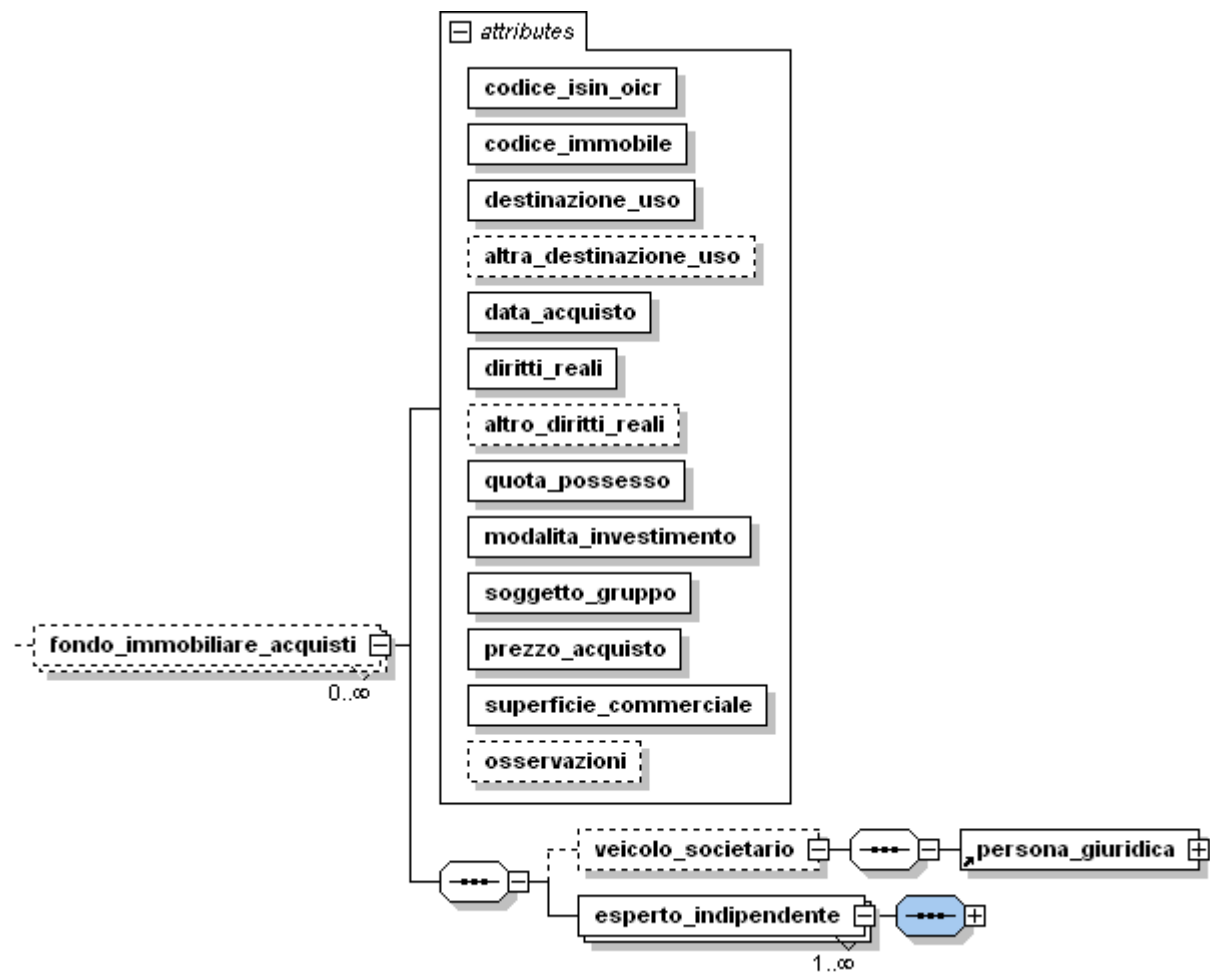 attributes
codice_isin_oicr
codice_immobile
destinazione_uso
altra_destinazione_uso
data_acquisto
diritti_reali
altro_diritti_reali
quota_possesso
modalita_investimento
soggetto_gruppo
prezzo_acquisto
superficie_commerciale
osservazioni
fondo_immobiliare_acquisti
0..∞
veicolo_societario
persona_giuridica
esperto_indipendente
1..∞